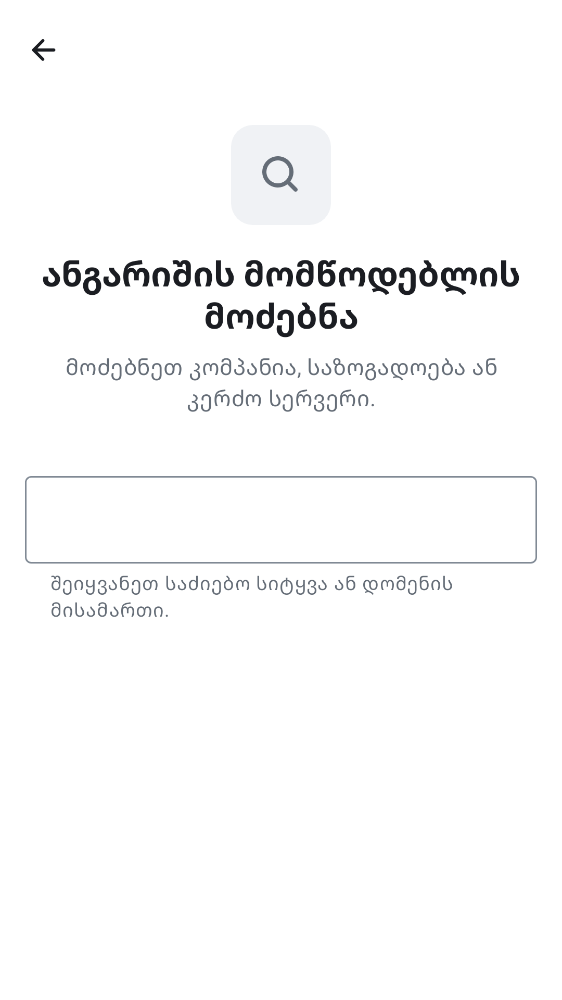 ანგარიშის მომწოდებლის
მოძებნა
მოძებნეთ კომპანია, საზოგადოება ან
კერძო სერვერი.
შეიყვანეთ საძიებო სიტყვა ან დომენის
მისამართი.